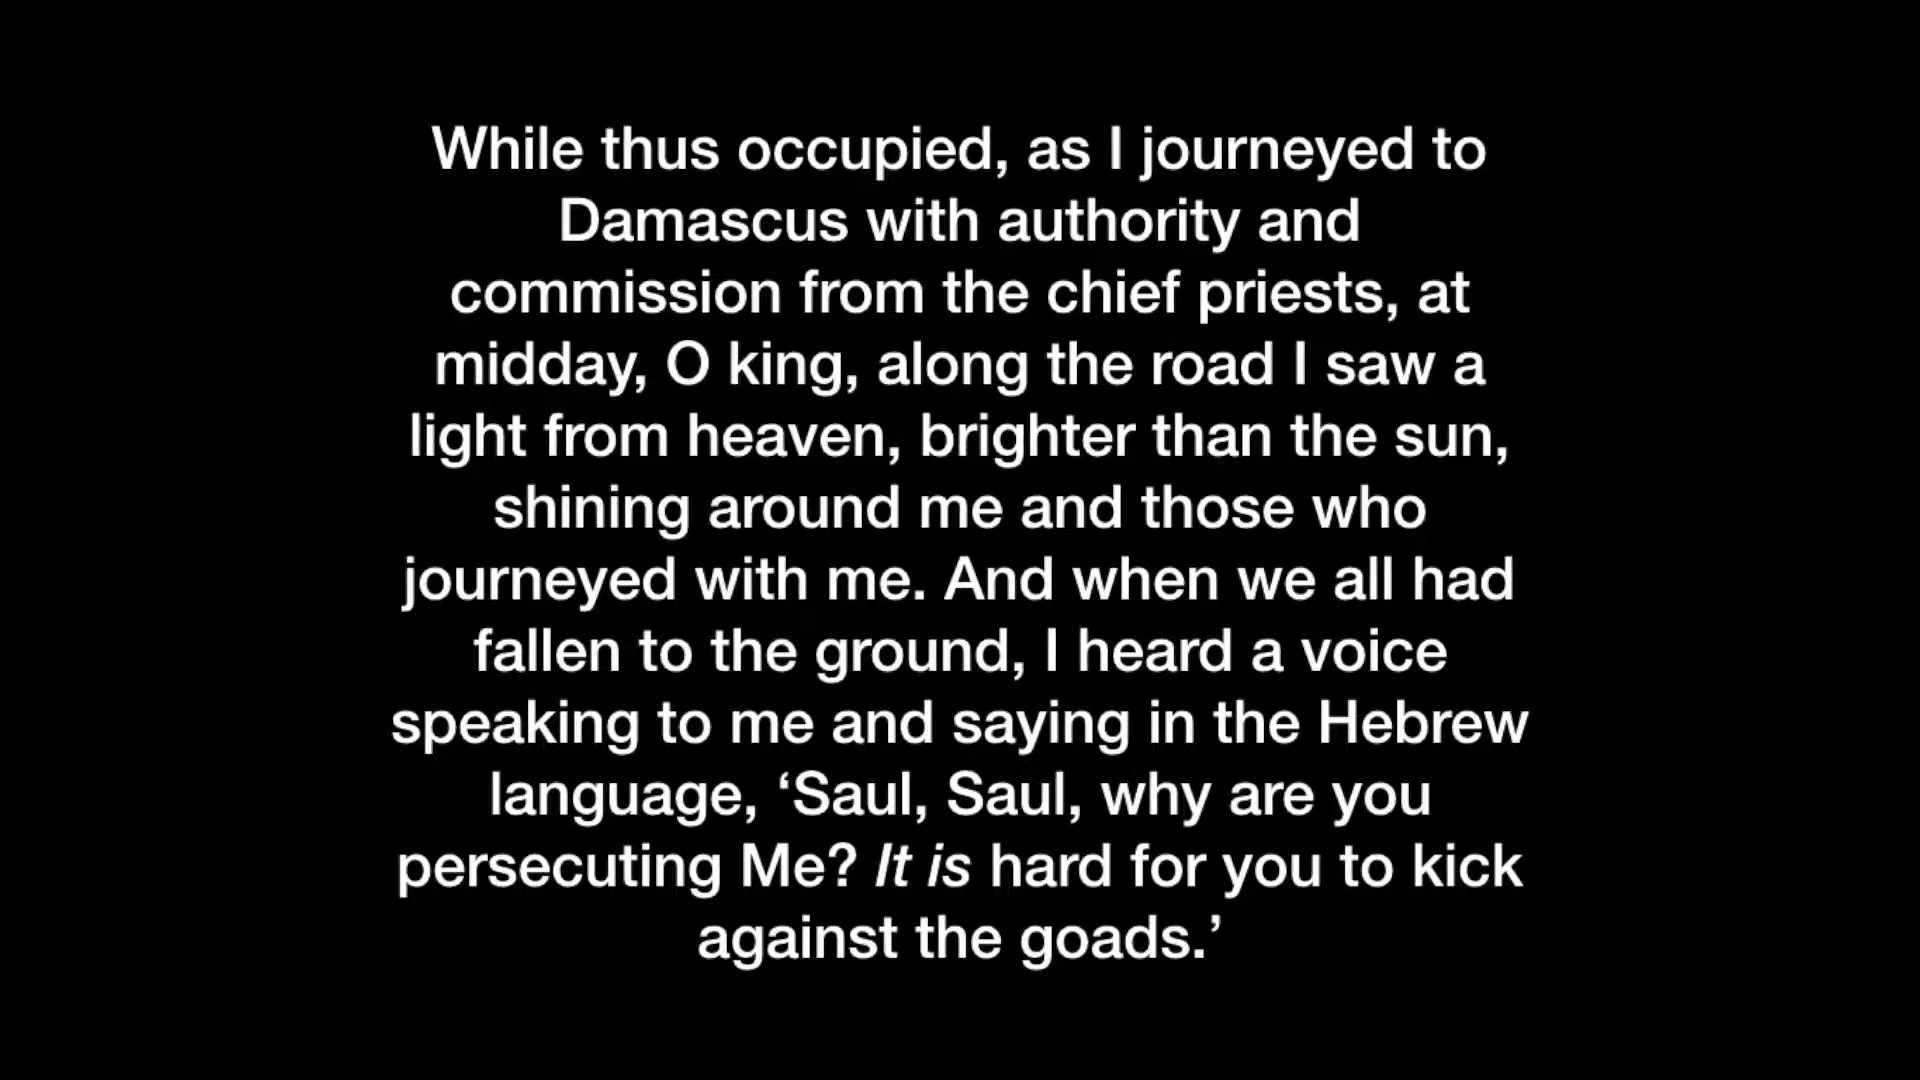 While thus occupied, as I journeyed to
Damascus with authority and
commission from the chief priests, at
midday, O king, along the road I saw a
light from heaven, brighter than the sun,
shining around me and those who
journeyed with me. And when we all had
fallen to the ground, I heard a voice
speaking to me and saying in the Hebrew
language, ‘Saul, Saul, why are you
persecuting Me? It is hard for you to kick
against the goads.’